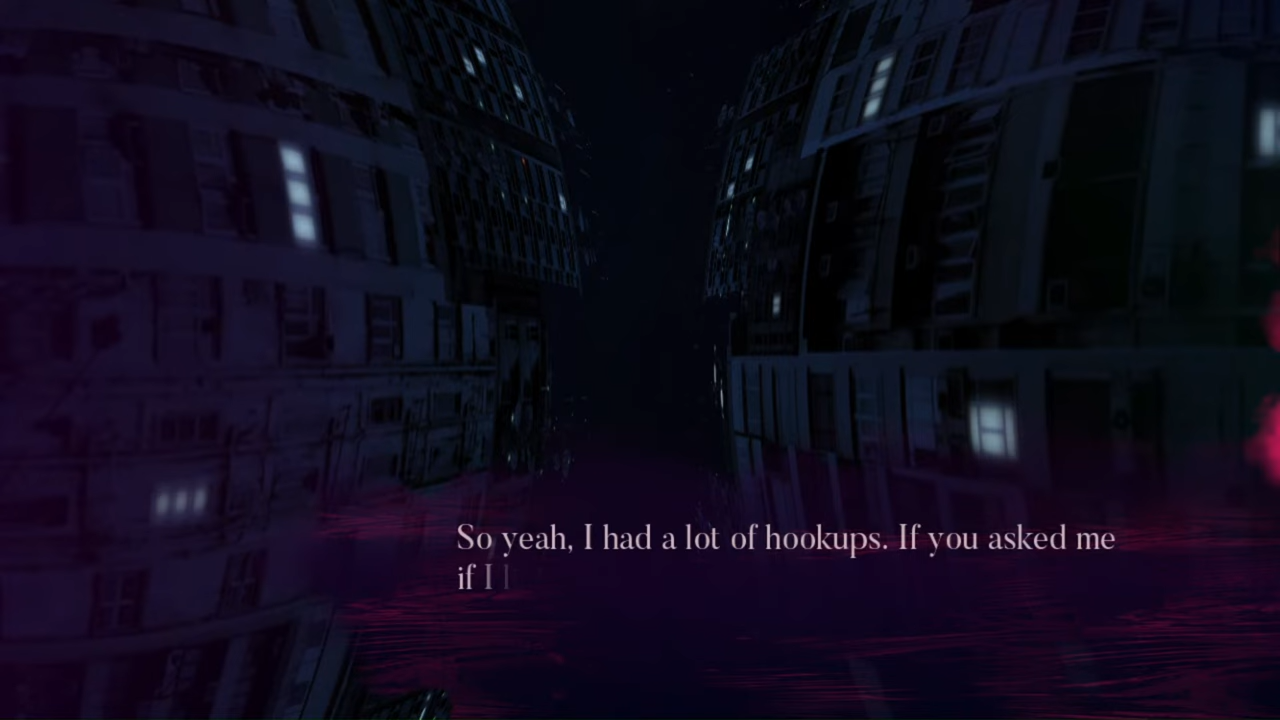 So yeah, I had a lot of hookups. If you asked me
if I l